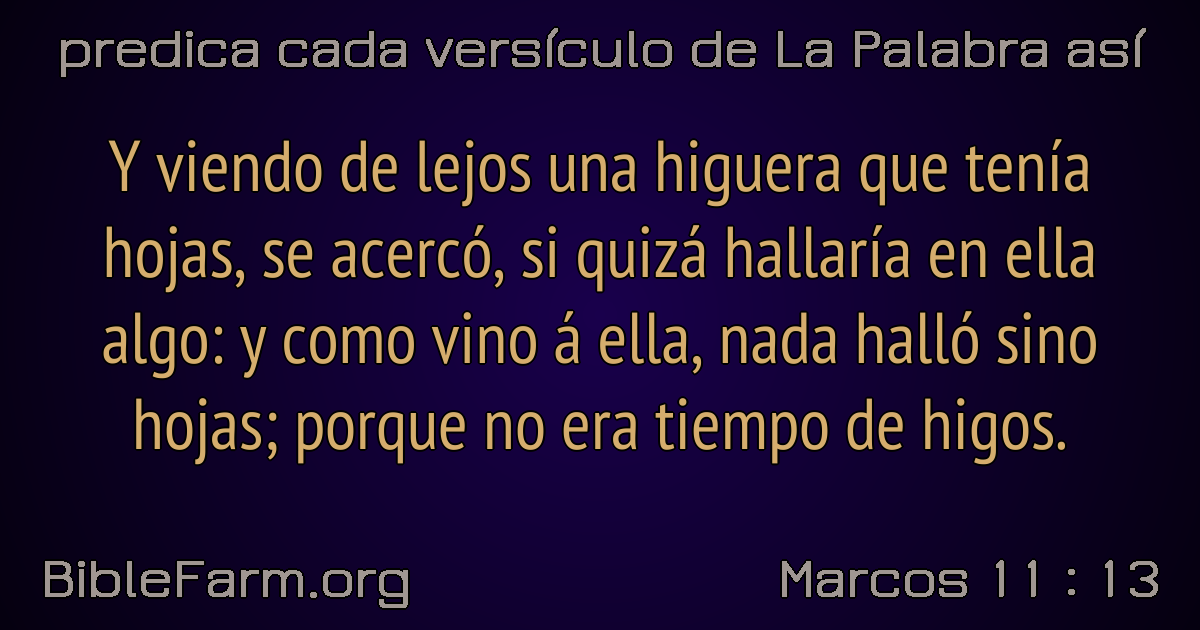 predica cada versículo de La Palabra así
Y viendo de lejos una higuera que tenía
hojas, se acercó, si quizá hallaría en ella
algo: y como vino á ella, nada halló sino
hojas; porque no era tiempo de higos.
BibleFarm.org
Marcos 11 : 13